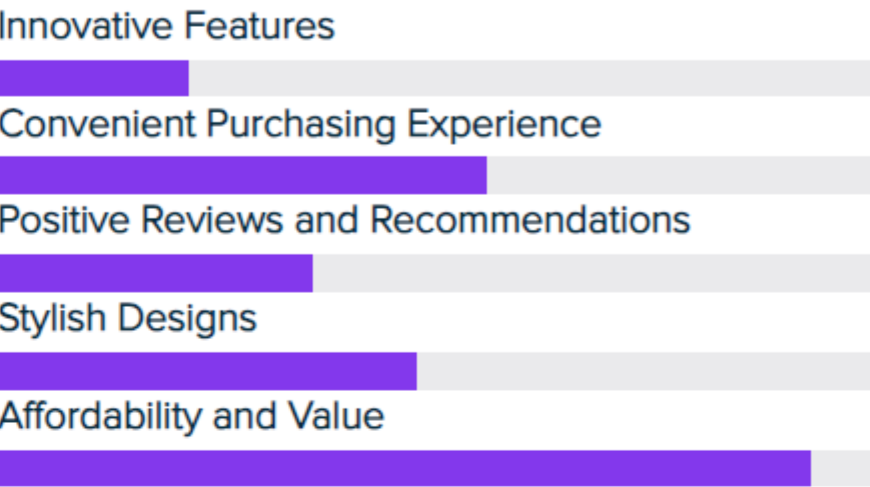 Innovative Features
Convenient Purchasing Experience
Positive Reviews and Recommendations
Stylish Designs
Affordability and Value